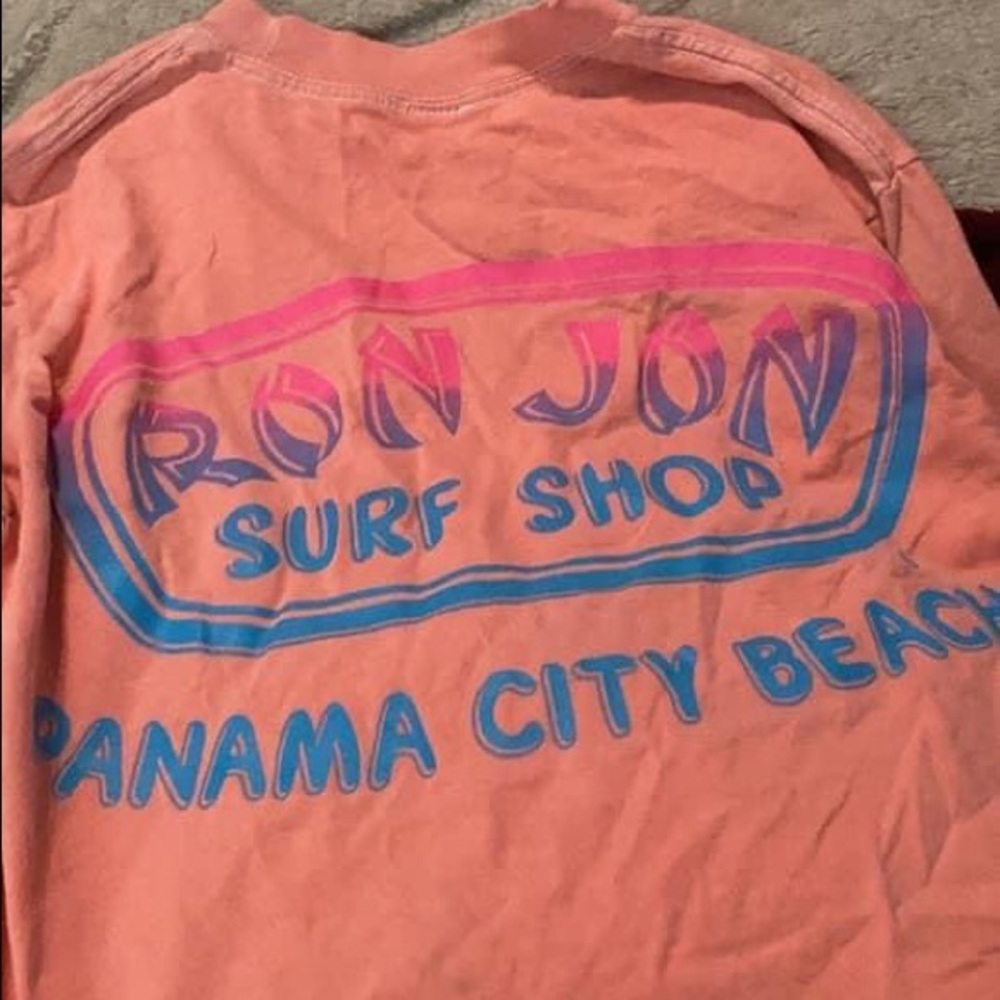 RON JON
SURF SHOP
PANAMA CITY BEACH